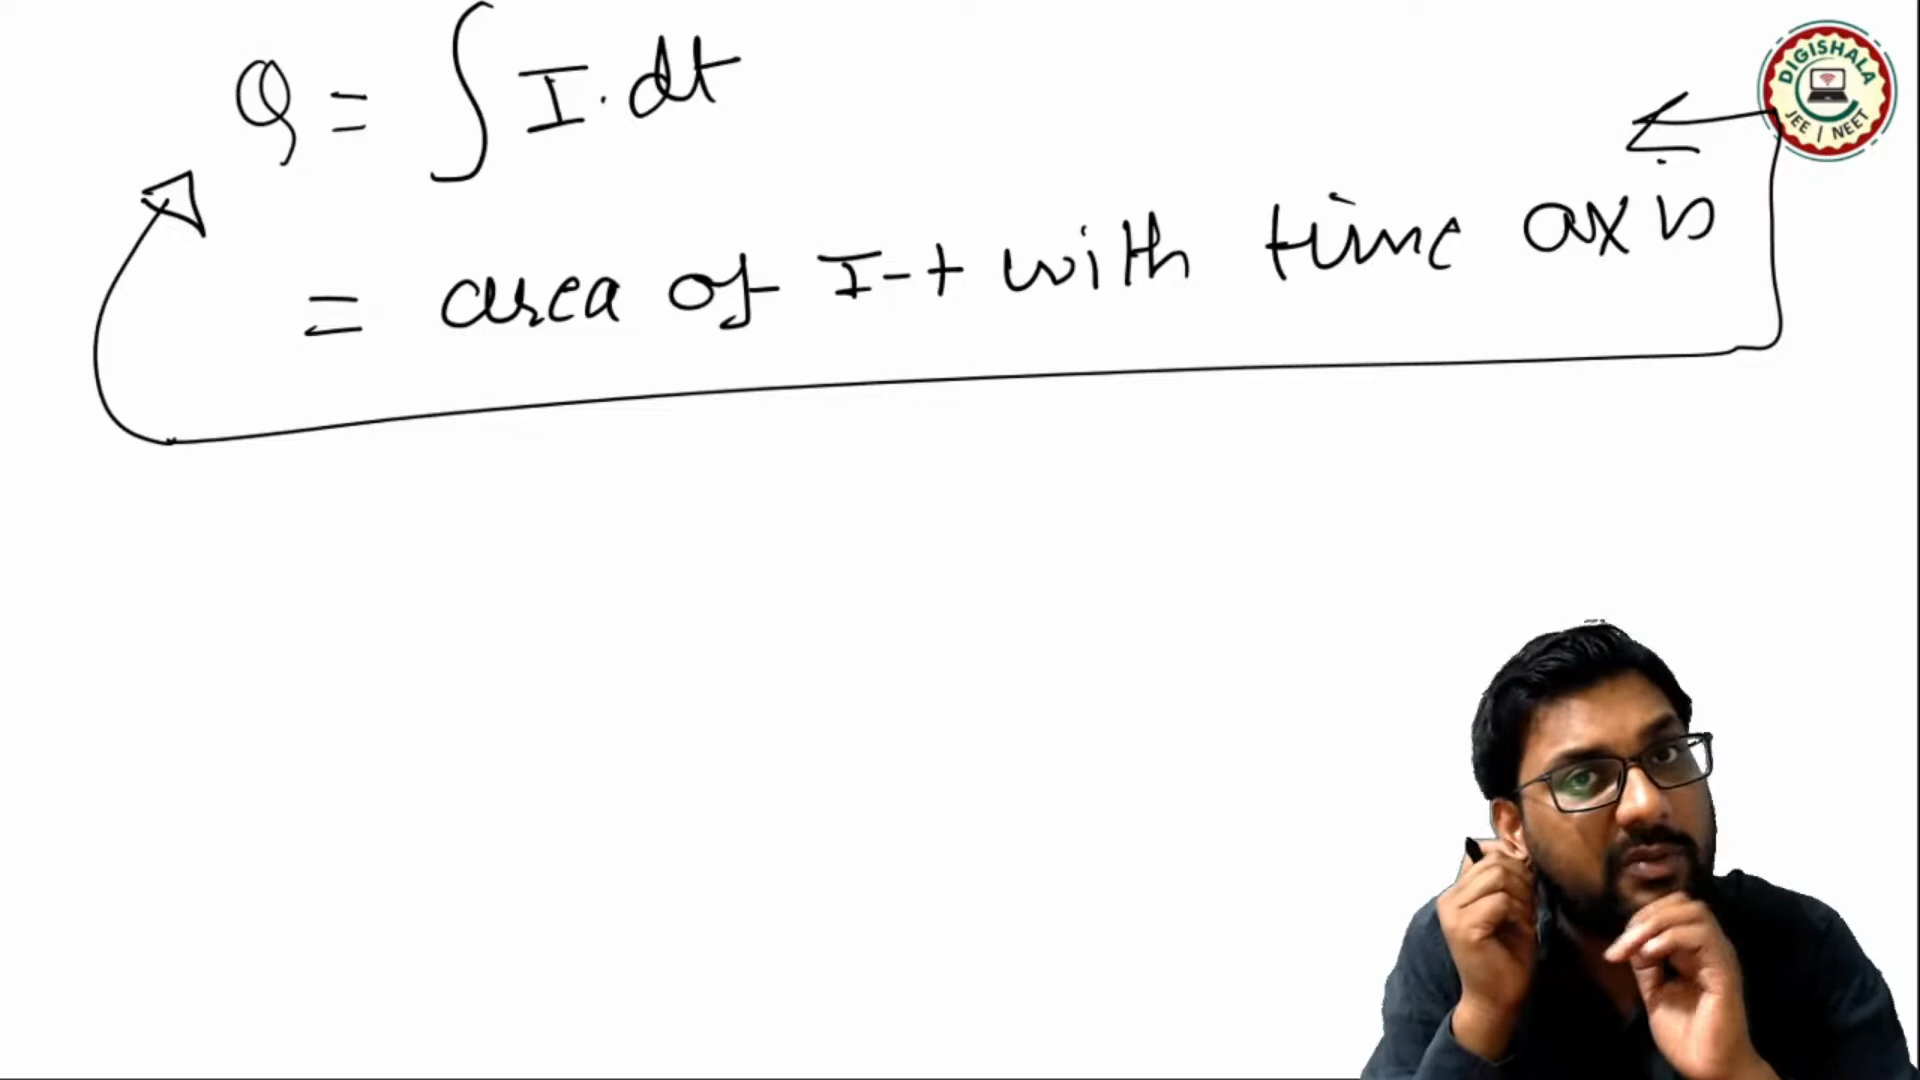 Q = ∫ I . dt
= area of I-t with time axis
DIGISHALA
JEE | NEET